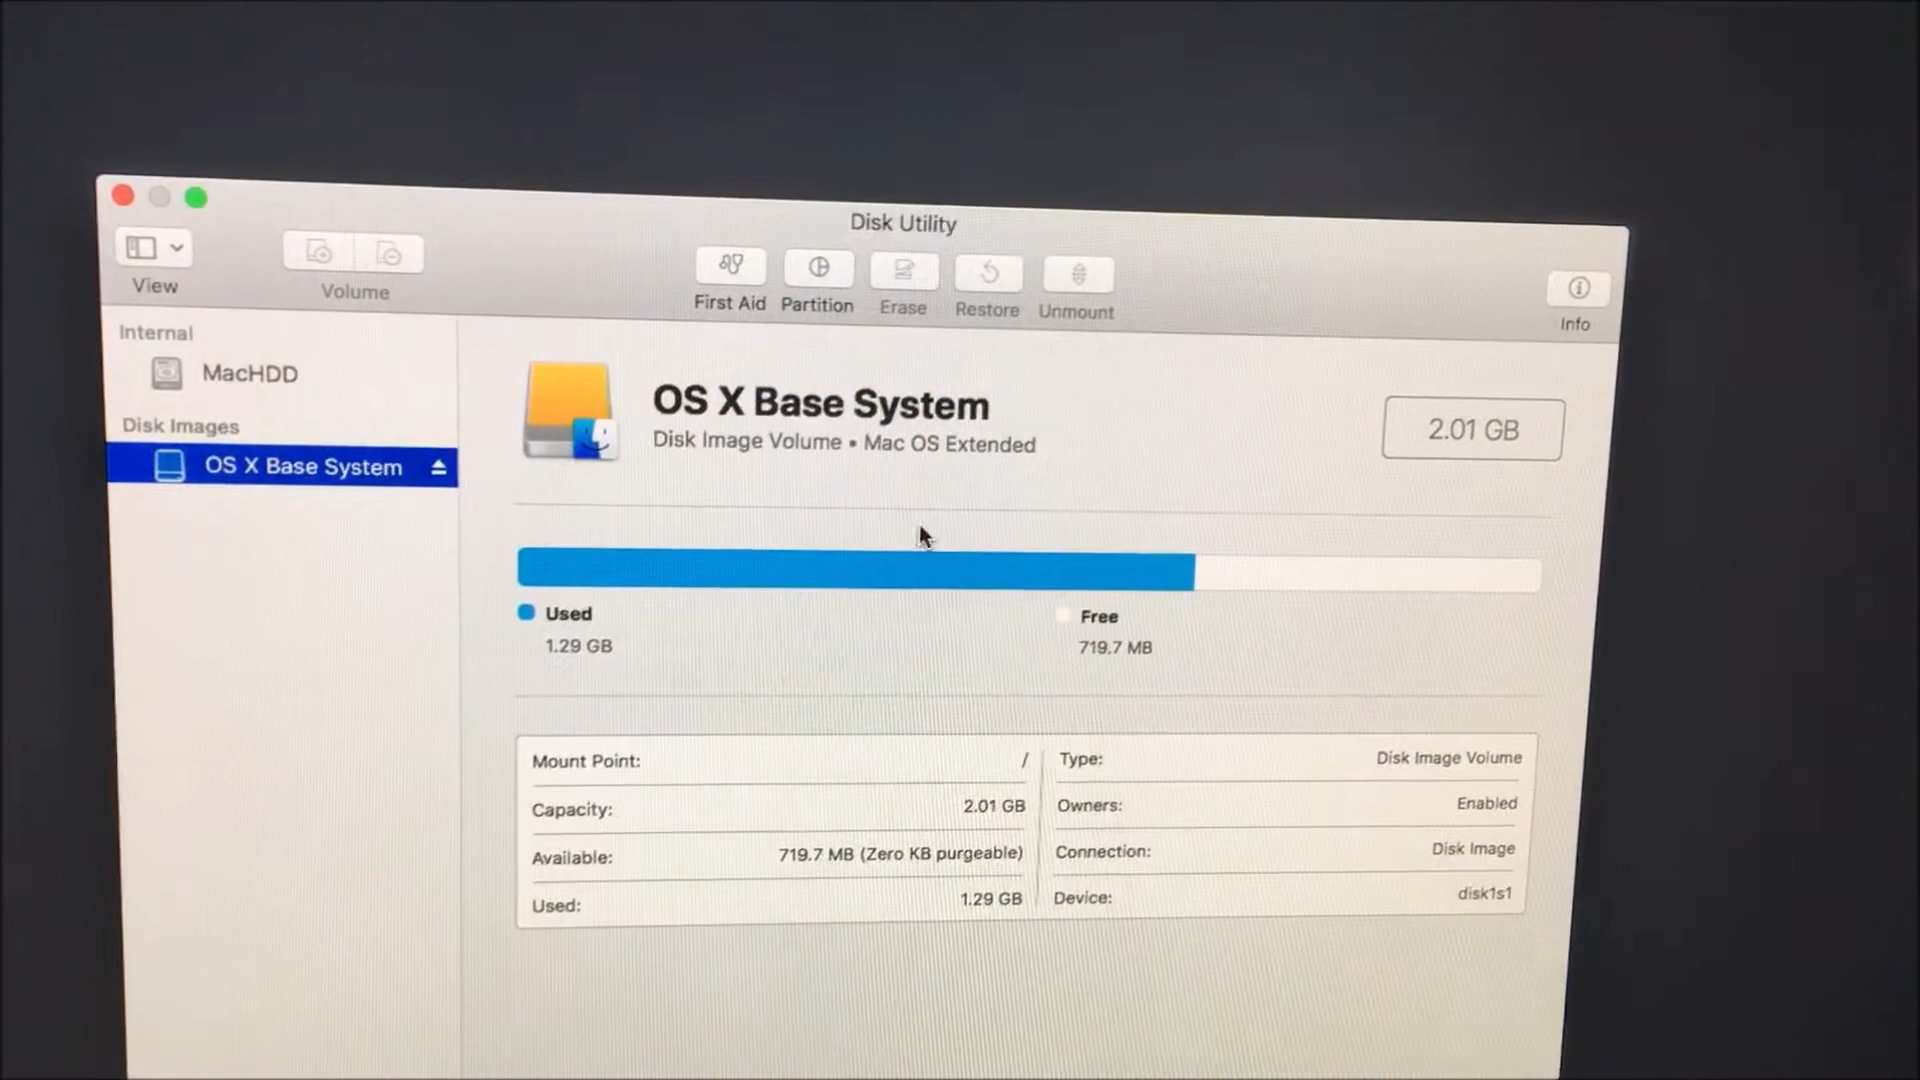 Disk Utility
View
Volume
First Aid
Partition
Erase
Restore
Unmount
Info
Internal
MacHDD
Disk Images
OS X Base System
OS X Base System
Disk Image Volume • Mac OS Extended
2.01 GB
Used
1.29 GB
Free
719.7 MB
Mount Point: /
Capacity: 2.01 GB
Available: 719.7 MB (Zero KB purgeable)
Used: 1.29 GB
Type: Disk Image Volume
Owners: Enabled
Connection: Disk Image
Device: disk1s1